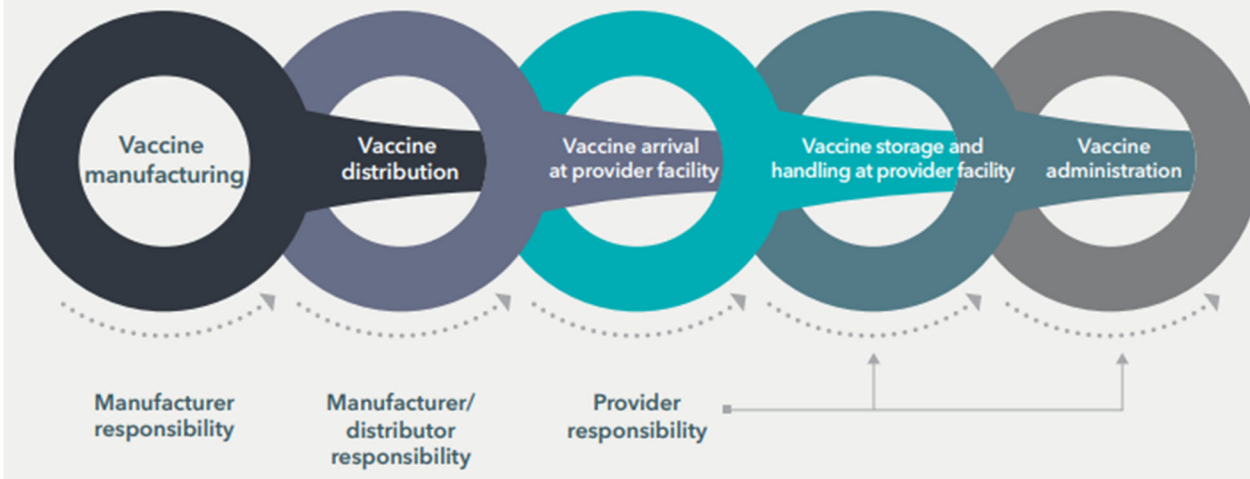 Vaccine
manufacturing
Vaccine
distribution
Vaccine arrival
at provider facility
Vaccine storage and
handling at provider facility
Vaccine
administration
Manufacturer
responsibility
Manufacturer/
distributor
responsibility
Provider
responsibility